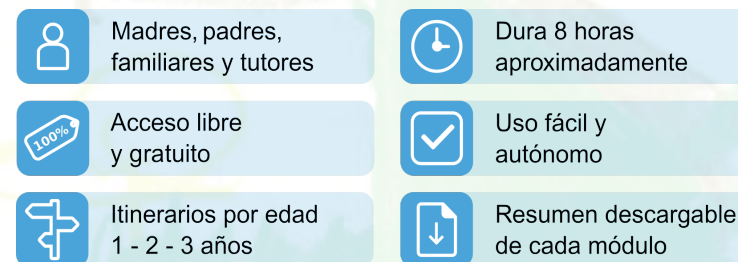 Madres, padres,
familiares y tutores
Dura 8 horas
aproximadamente
100%
Acceso libre
y gratuito
Uso fácil y
autónomo
Itinerarios por edad
1 - 2 - 3 años
Resumen descargable
de cada módulo